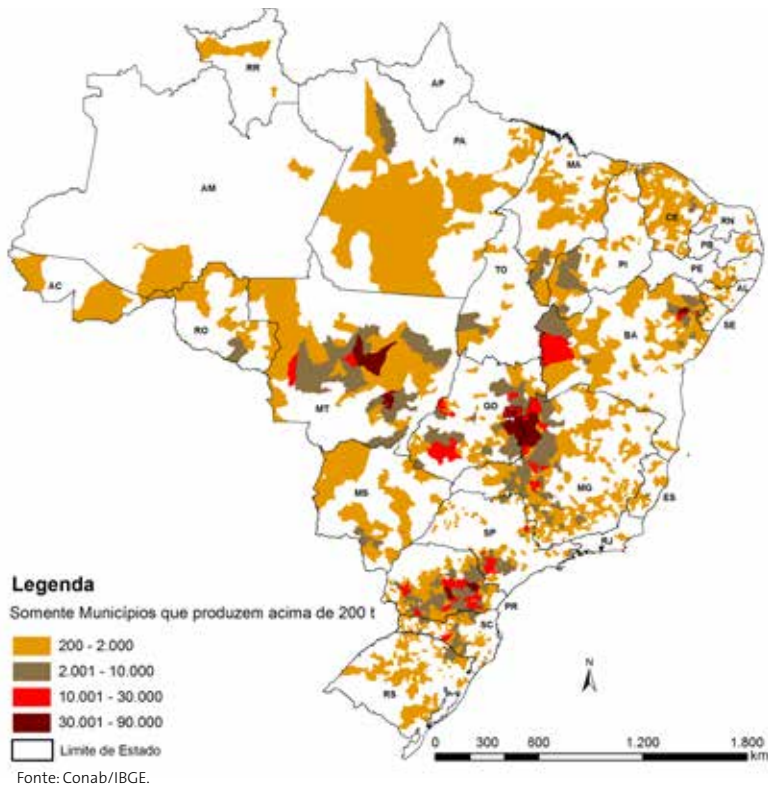 RR
AP
AM
PA
MA
CE
RN
PB
PE
AL
SE
PI
TO
AC
RO
BA
MT
GO
MG
ES
MS
SP
RJ
PR
SC
RS
Legenda
Somente Municípios que produzem acima de 200 t
200 - 2.000
2.001 - 10.000
10.001 - 30.000
30.001 - 90.000
Limite de Estado
N
0 300 600 1.200 1.800
km
Fonte: Conab/IBGE.